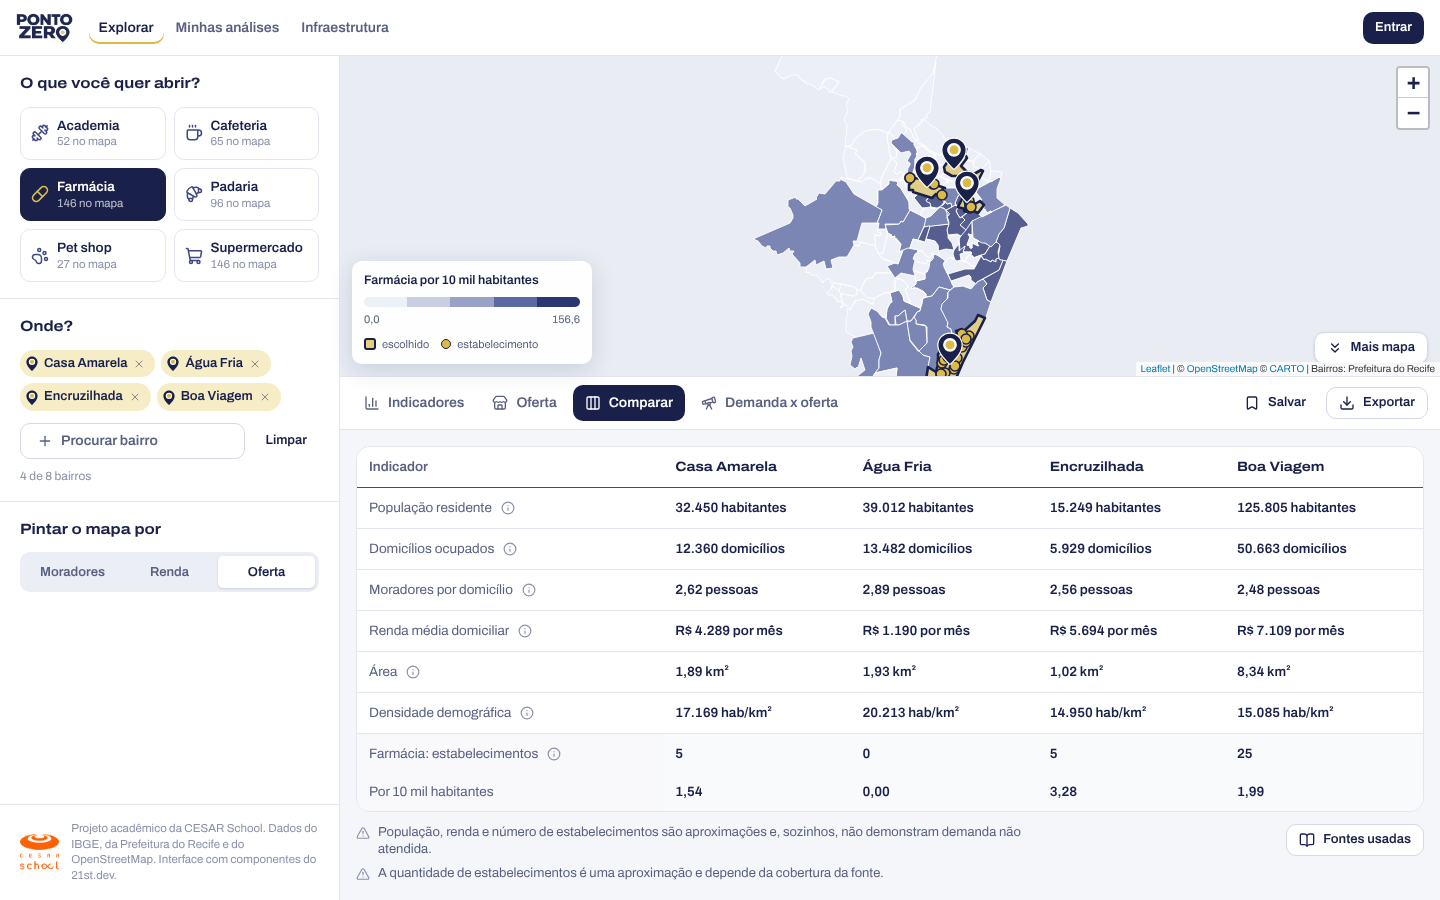 PONTO
ZERO
Explorar
Minhas análises
Infraestrutura
Entrar
O que você quer abrir?
Academia
52 no mapa
Cafeteria
65 no mapa
Farmácia
146 no mapa
Padaria
96 no mapa
Pet shop
27 no mapa
Supermercado
146 no mapa
Onde?
Casa Amarela
Água Fria
Encruzilhada
Boa Viagem
Procurar bairro
Limpar
4 de 8 bairros
Pintar o mapa por
Moradores
Renda
Oferta
CESAR
school
Projeto acadêmico da CESAR School. Dados do
IBGE, da Prefeitura do Recife e do
OpenStreetMap. Interface com componentes do
21st.dev.
+
−
Farmácia por 10 mil habitantes
0,0
156,6
escolhido
estabelecimento
Mais mapa
Leaflet | © OpenStreetMap © CARTO | Bairros: Prefeitura do Recife
Indicadores
Oferta
Comparar
Demanda x oferta
Salvar
Exportar
Indicador Casa Amarela Água Fria Encruzilhada Boa Viagem
População residente 32.450 habitantes 39.012 habitantes 15.249 habitantes 125.805 habitantes
Domicílios ocupados 12.360 domicílios 13.482 domicílios 5.929 domicílios 50.663 domicílios
Moradores por domicílio 2,62 pessoas 2,89 pessoas 2,56 pessoas 2,48 pessoas
Renda média domiciliar R$ 4.289 por mês R$ 1.190 por mês R$ 5.694 por mês R$ 7.109 por mês
Área 1,89 km² 1,93 km² 1,02 km² 8,34 km²
Densidade demográfica 17.169 hab/km² 20.213 hab/km² 14.950 hab/km² 15.085 hab/km²
Farmácia: estabelecimentos 5 0 5 25
Por 10 mil habitantes 1,54 0,00 3,28 1,99
População, renda e número de estabelecimentos são aproximações e, sozinhos, não demonstram demanda não
atendida.
A quantidade de estabelecimentos é uma aproximação e depende da cobertura da fonte.
Fontes usadas